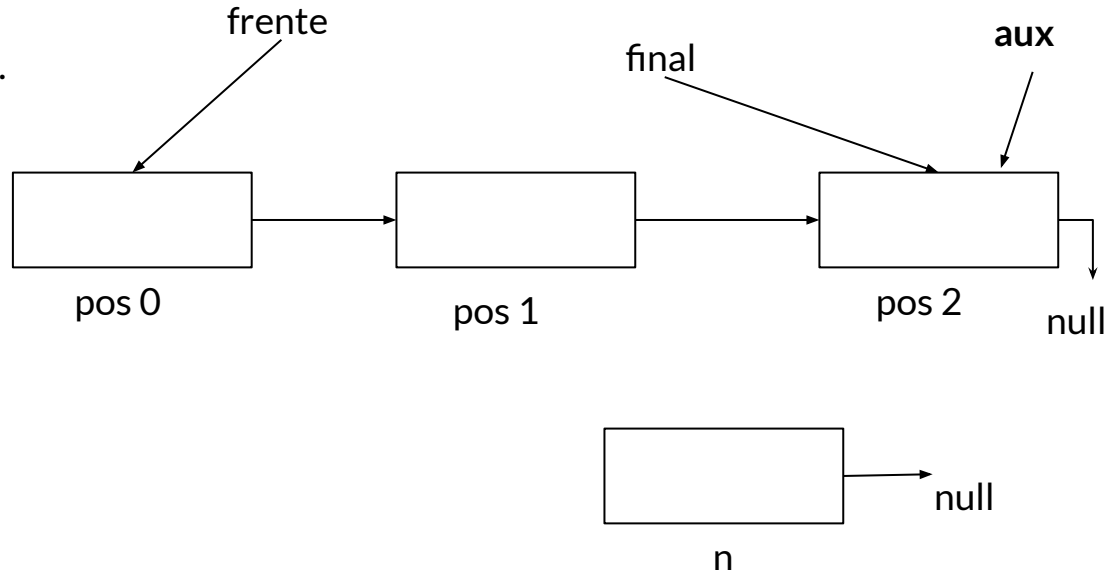 frente
aux
final
.
pos 0
pos 1
pos 2
null
null
n